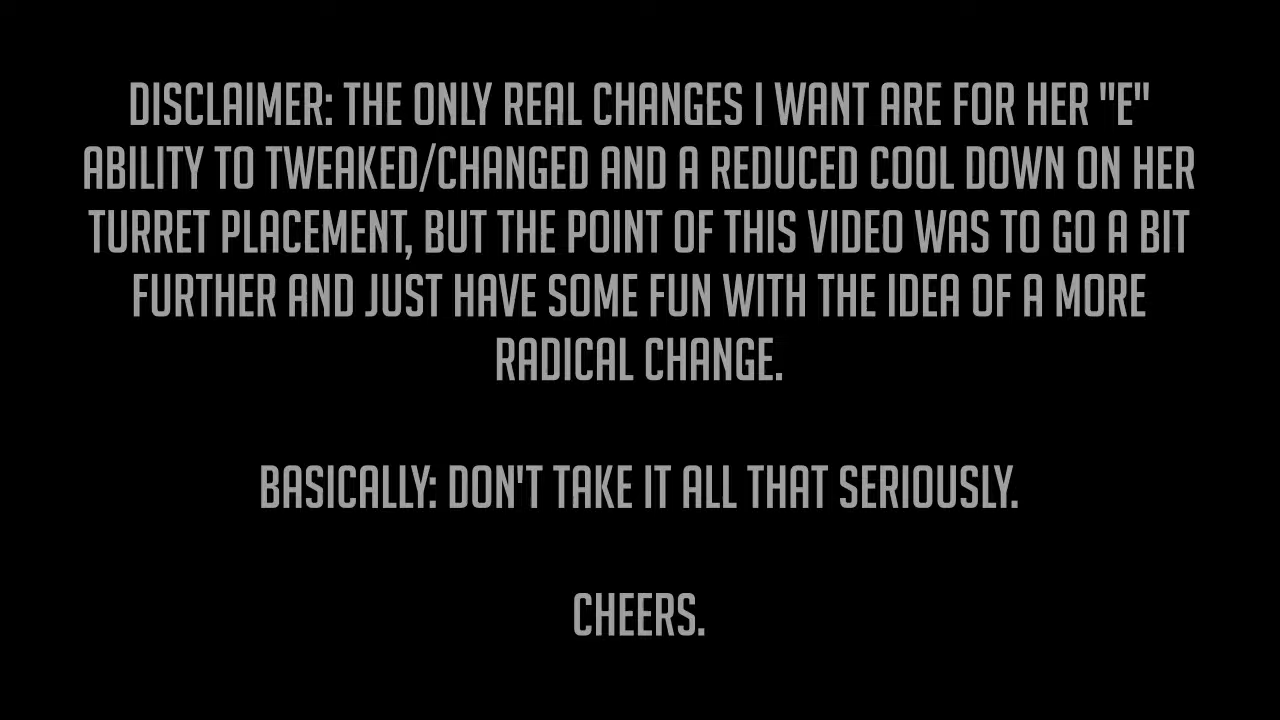 DISCLAIMER: THE ONLY REAL CHANGES I WANT ARE FOR HER "E"
ABILITY TO TWEAKED/CHANGED AND A REDUCED COOL DOWN ON HER
TURRET PLACEMENT, BUT THE POINT OF THIS VIDEO WAS TO GO A BIT
FURTHER AND JUST HAVE SOME FUN WITH THE IDEA OF A MORE
RADICAL CHANGE.
BASICALLY: DON'T TAKE IT ALL THAT SERIOUSLY.
CHEERS.